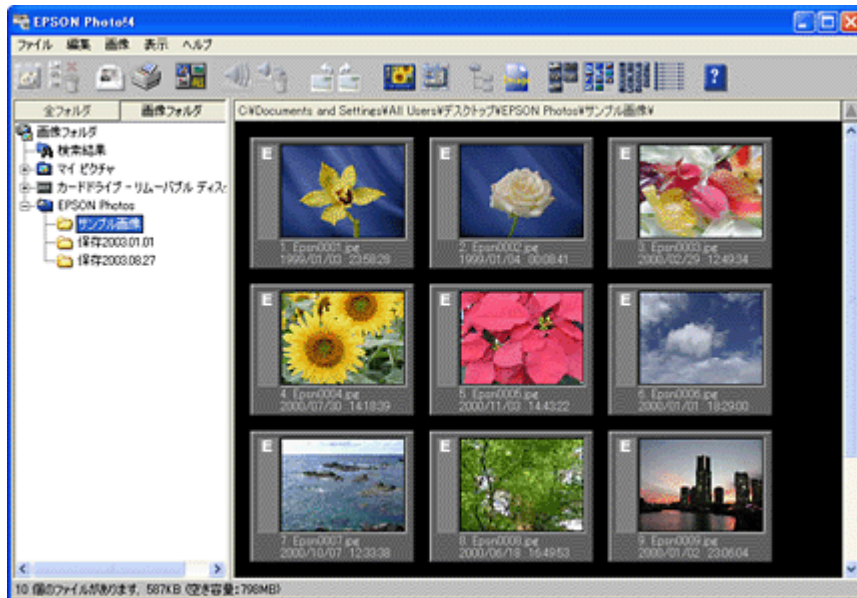 EPSON Photo!4
ファイル 編集 画像 表示 ヘルプ
全フォルダ 画像フォルダ
C:¥Documents and Settings¥All Users¥デスクトップ¥EPSON Photos¥サンプル画像¥
画像フォルダ
検索結果
マイ ピクチャ
カードドライブ - リムーバブル ディス
EPSON Photos
サンプル画像
保存2003.01.01
保存2003.08.27
E
1. Epsn0001.jpg
1999/01/03 23:58:28
E
2. Epsn0002.jpg
1999/01/04 00:08:41
E
3. Epsn0003.jpg
2000/02/29 12:49:34
E
4. Epsn0004.jpg
2000/07/30 14:18:39
E
5. Epsn0005.jpg
2000/11/03 14:43:22
E
6. Epsn0006.jpg
2000/01/01 18:29:00
E
7. Epsn0007.jpg
2000/10/07 12:33:38
E
8. Epsn0008.jpg
2000/06/18 16:49:53
E
9. Epsn0009.jpg
2000/01/02 23:06:04
10 個のファイルがあります, 587KB (空き容量:798MB)